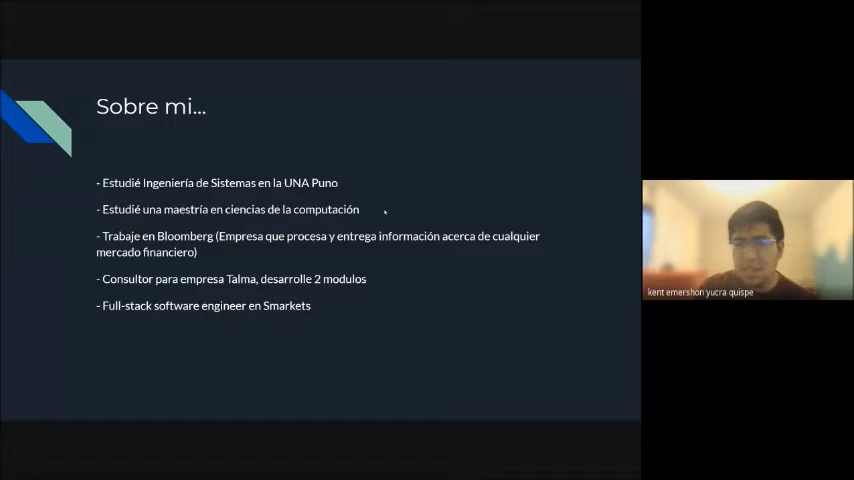 Sobre mi...
- Estudié Ingeniería de Sistemas en la UNA Puno
- Estudié una maestría en ciencias de la computación
- Trabaje en Bloomberg (Empresa que procesa y entrega información acerca de cualquier
mercado financiero)
- Consultor para empresa Talma, desarrolle 2 modulos
- Full-stack software engineer en Smarkets
kent emershon yucra quispe